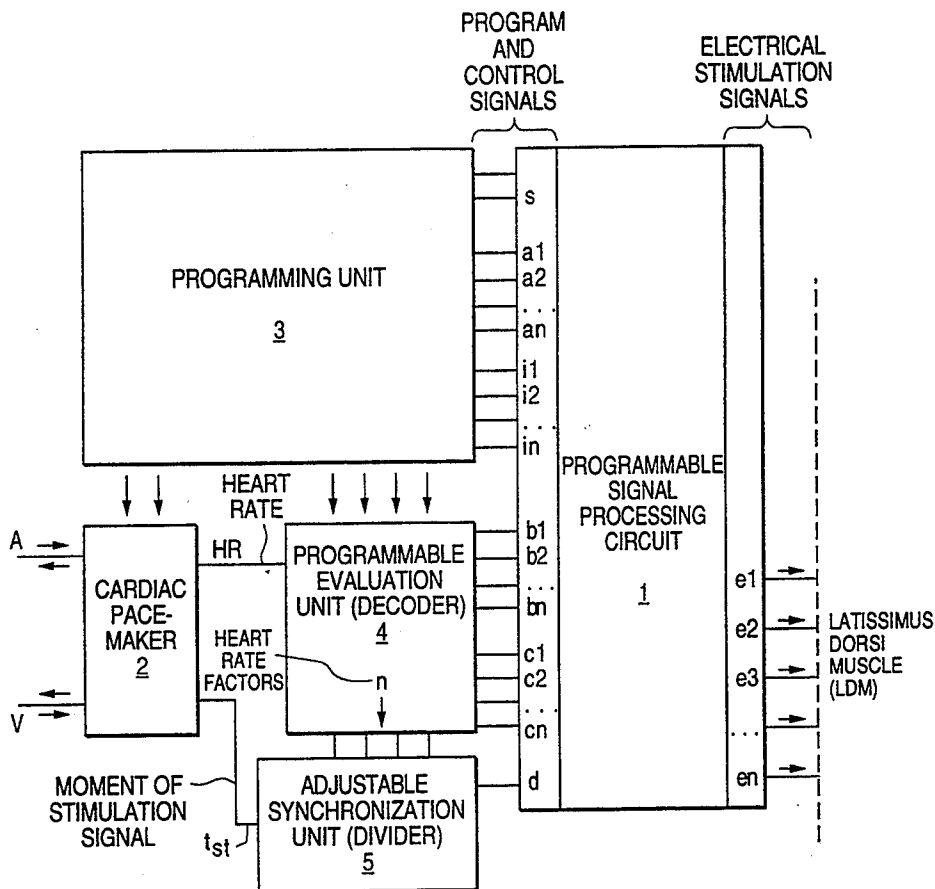 PROGRAM
AND
CONTROL
SIGNALS
ELECTRICAL
STIMULATION
SIGNALS
PROGRAMMING UNIT
3
s
a1
a2
...
an
i1
i2
...
in
PROGRAMMABLE
SIGNAL
PROCESSING
CIRCUIT
1
HEART
RATE
HR
A
V
CARDIAC
PACE-
MAKER
2
PROGRAMMABLE
EVALUATION
UNIT (DECODER)
4
HEART
RATE
FACTORS
n
b1
b2
...
bn
c1
c2
...
cn
d
e1
e2
e3
...
en
LATISSIMUS
DORSI
MUSCLE
(LDM)
MOMENT OF
STIMULATION
SIGNAL
tst
ADJUSTABLE
SYNCHRONIZATION
UNIT (DIVIDER)
5